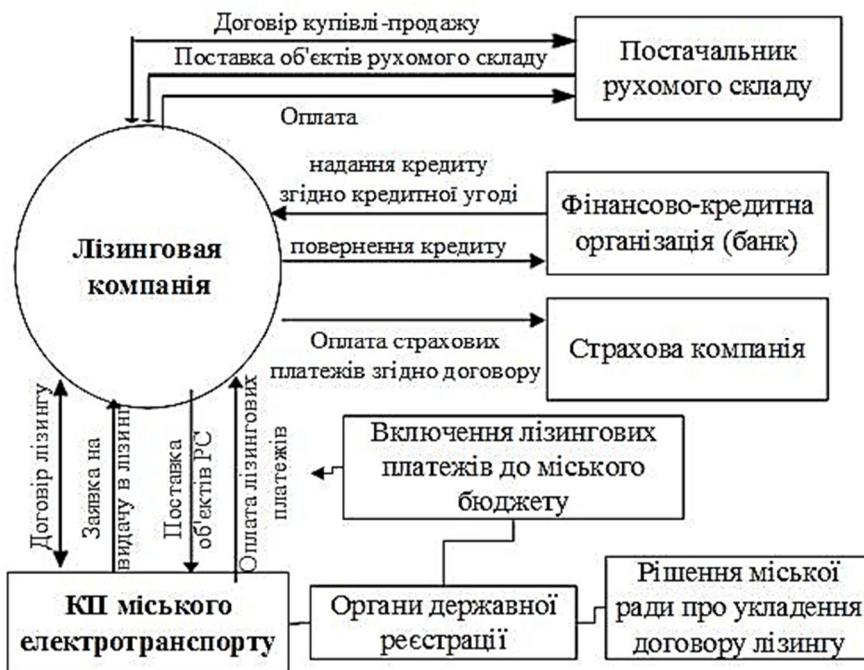 Договір купівлі-продажу
Поставка об'єктів рухомого складу
Оплата
Постачальник
рухомого складу
надання кредиту
згідно кредитної угоді
повернення кредиту
Фінансово-кредитна
організація (банк)
Лізинговая
компанія
Оплата страхових
платежів згідно договору
Страхова компанія
Договір лізингу
Заявка на
видачу в лізинг
Поставка
об'єктів РС
Оплата лізингових
платежів
Включення лізингових
платежів до міського
бюджету
КП міського
електротранспорту
Органи державної
реєстрації
Рішення міської
ради про укладення
договору лізингу